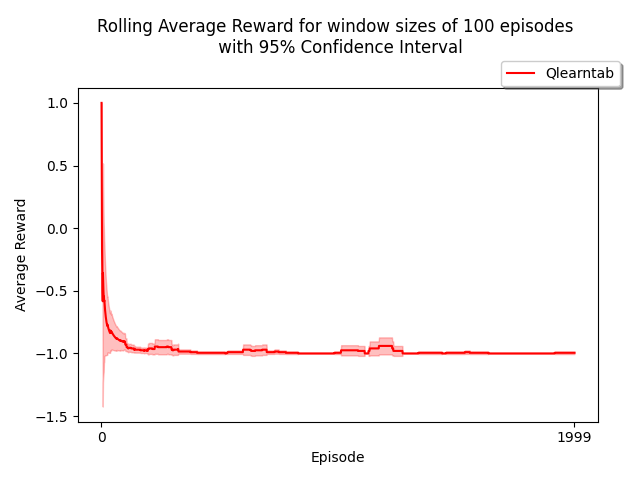 Rolling Average Reward for window sizes of 100 episodes
with 95% Confidence Interval
Qlearntab
1.0
0.5
0.0
−0.5
−1.0
−1.5
Average Reward
0
1999
Episode